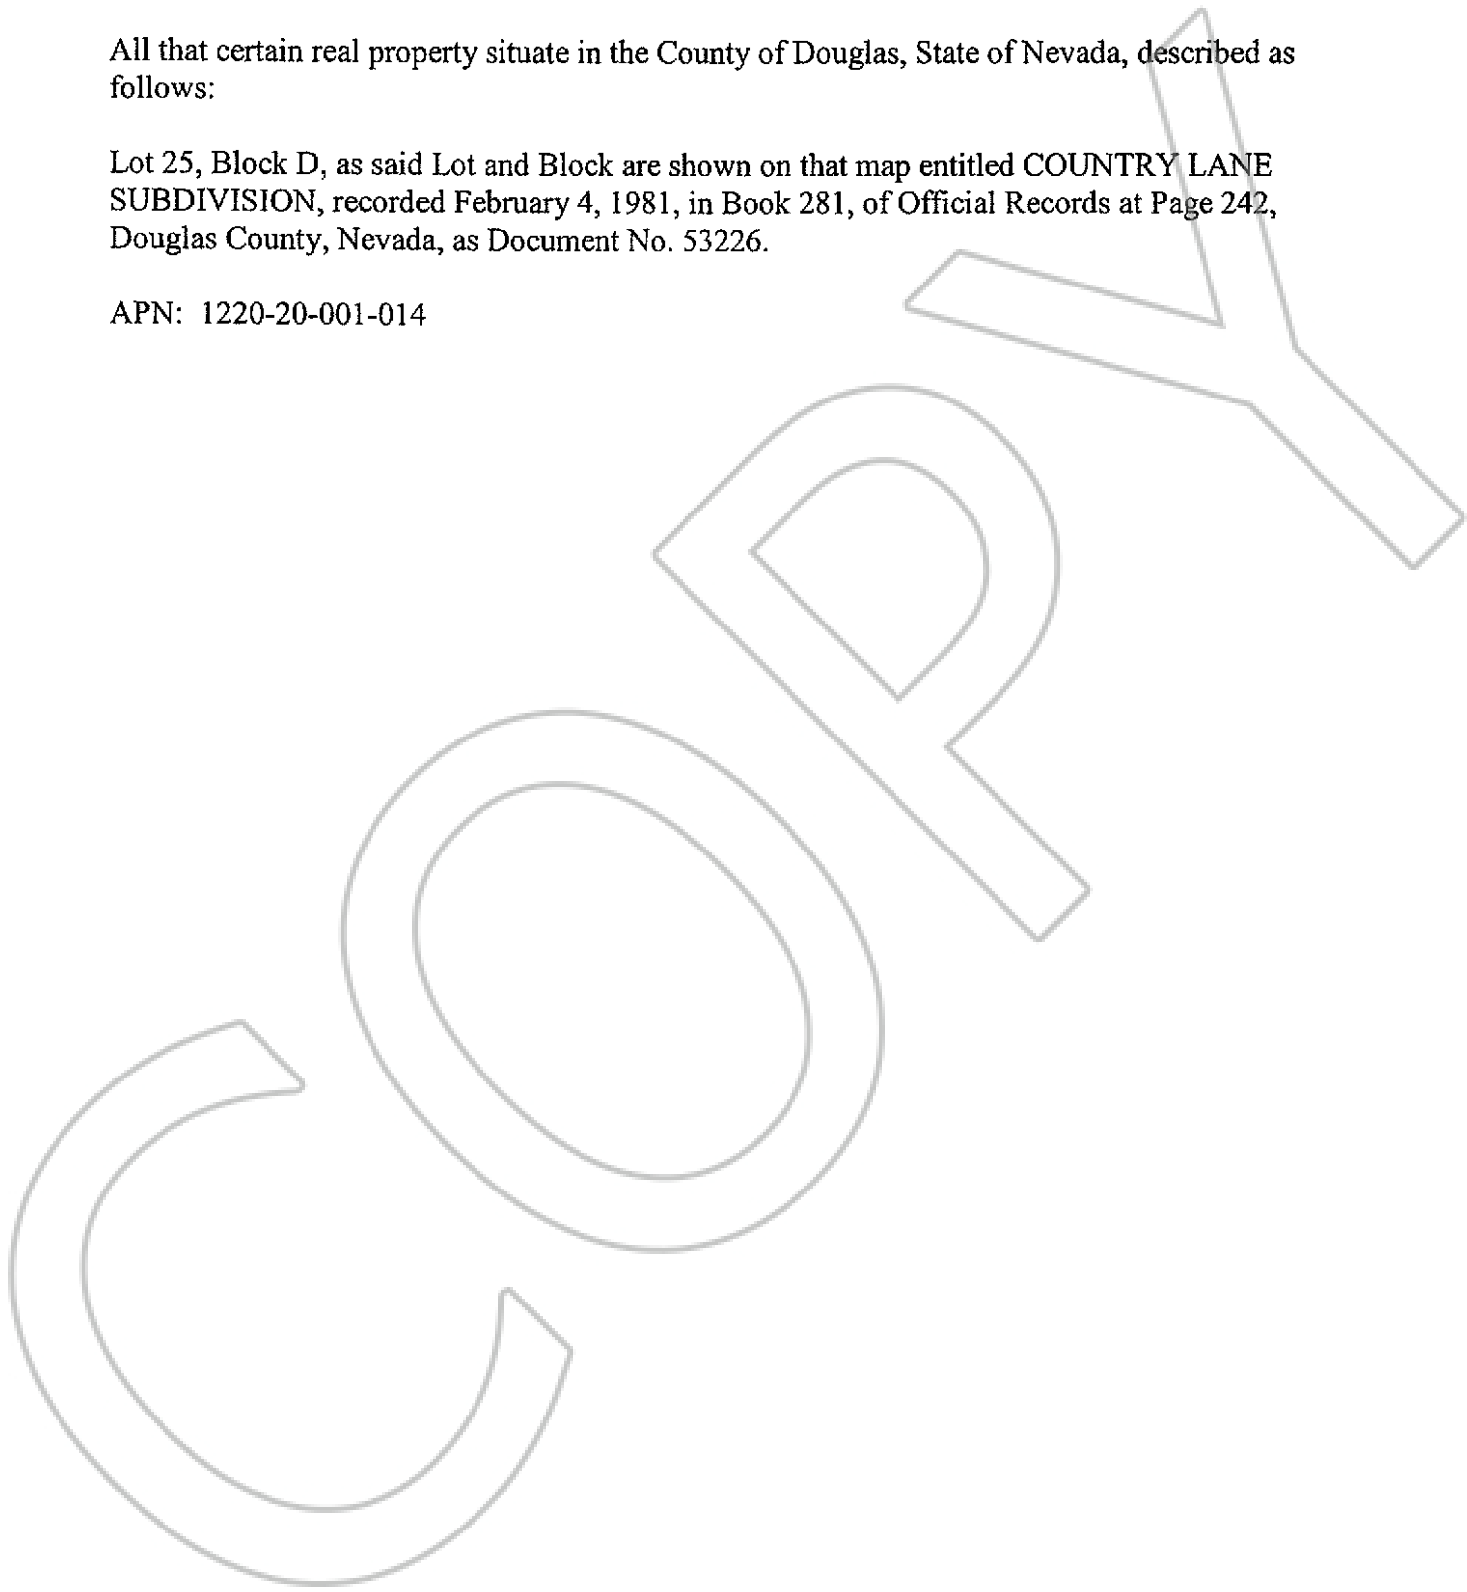 All that certain real property situate in the County of Douglas, State of Nevada, described as
follows:
Lot 25, Block D, as said Lot and Block are shown on that map entitled COUNTRY LANE
SUBDIVISION, recorded February 4, 1981, in Book 281, of Official Records at Page 242,
Douglas County, Nevada, as Document No. 53226.
APN: 1220-20-001-014
COPY